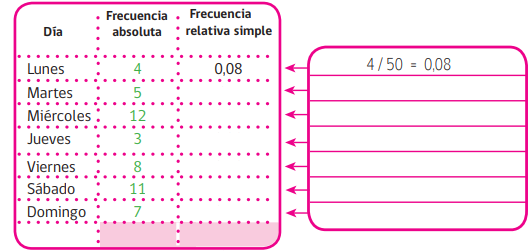 Día Frecuencia absoluta Frecuencia relativa simple
Lunes 4 0,08 4 / 50 = 0,08
Martes 5
Miércoles 12
Jueves 3
Viernes 8
Sábado 11
Domingo 7